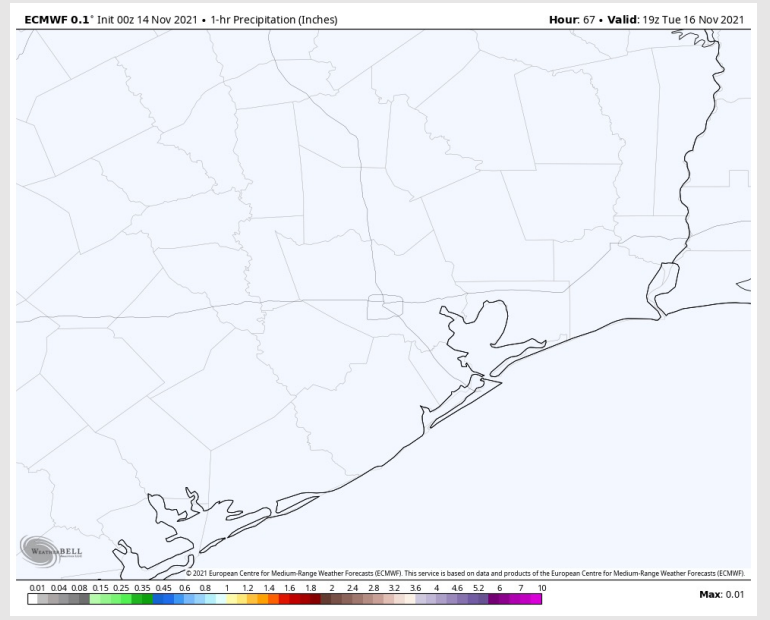 ECMWF 0.1° Init 00z 14 Nov 2021 • 1-hr Precipitation (Inches) Hour: 67 • Valid: 19z Tue 16 Nov 2021
WEATHERBELL
© 2021 European Centre for Medium-Range Weather Forecasts (ECMWF). This service is based on data and products of the European Centre for Medium-Range Weather Forecasts (ECMWF).
0.01 0.04 0.08 0.15 0.25 0.35 0.45 0.6 0.8 1 1.2 1.4 1.6 1.8 2 2.4 2.8 3.2 3.6 4 4.6 5.2 6 7 10
Max: 0.01